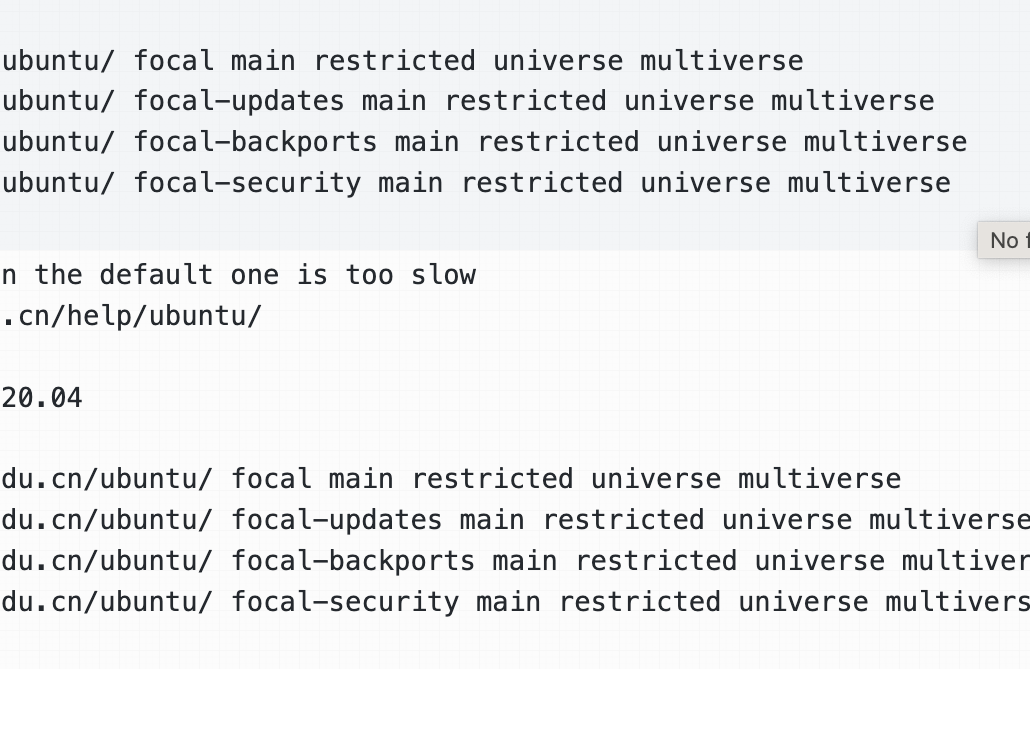 ubuntu/ focal main restricted universe multiverse
ubuntu/ focal-updates main restricted universe multiverse
ubuntu/ focal-backports main restricted universe multiverse
ubuntu/ focal-security main restricted universe multiverse
No f
n the default one is too slow
.cn/help/ubuntu/
20.04
du.cn/ubuntu/ focal main restricted universe multiverse
du.cn/ubuntu/ focal-updates main restricted universe multiverse
du.cn/ubuntu/ focal-backports main restricted universe multiver
du.cn/ubuntu/ focal-security main restricted universe multivers